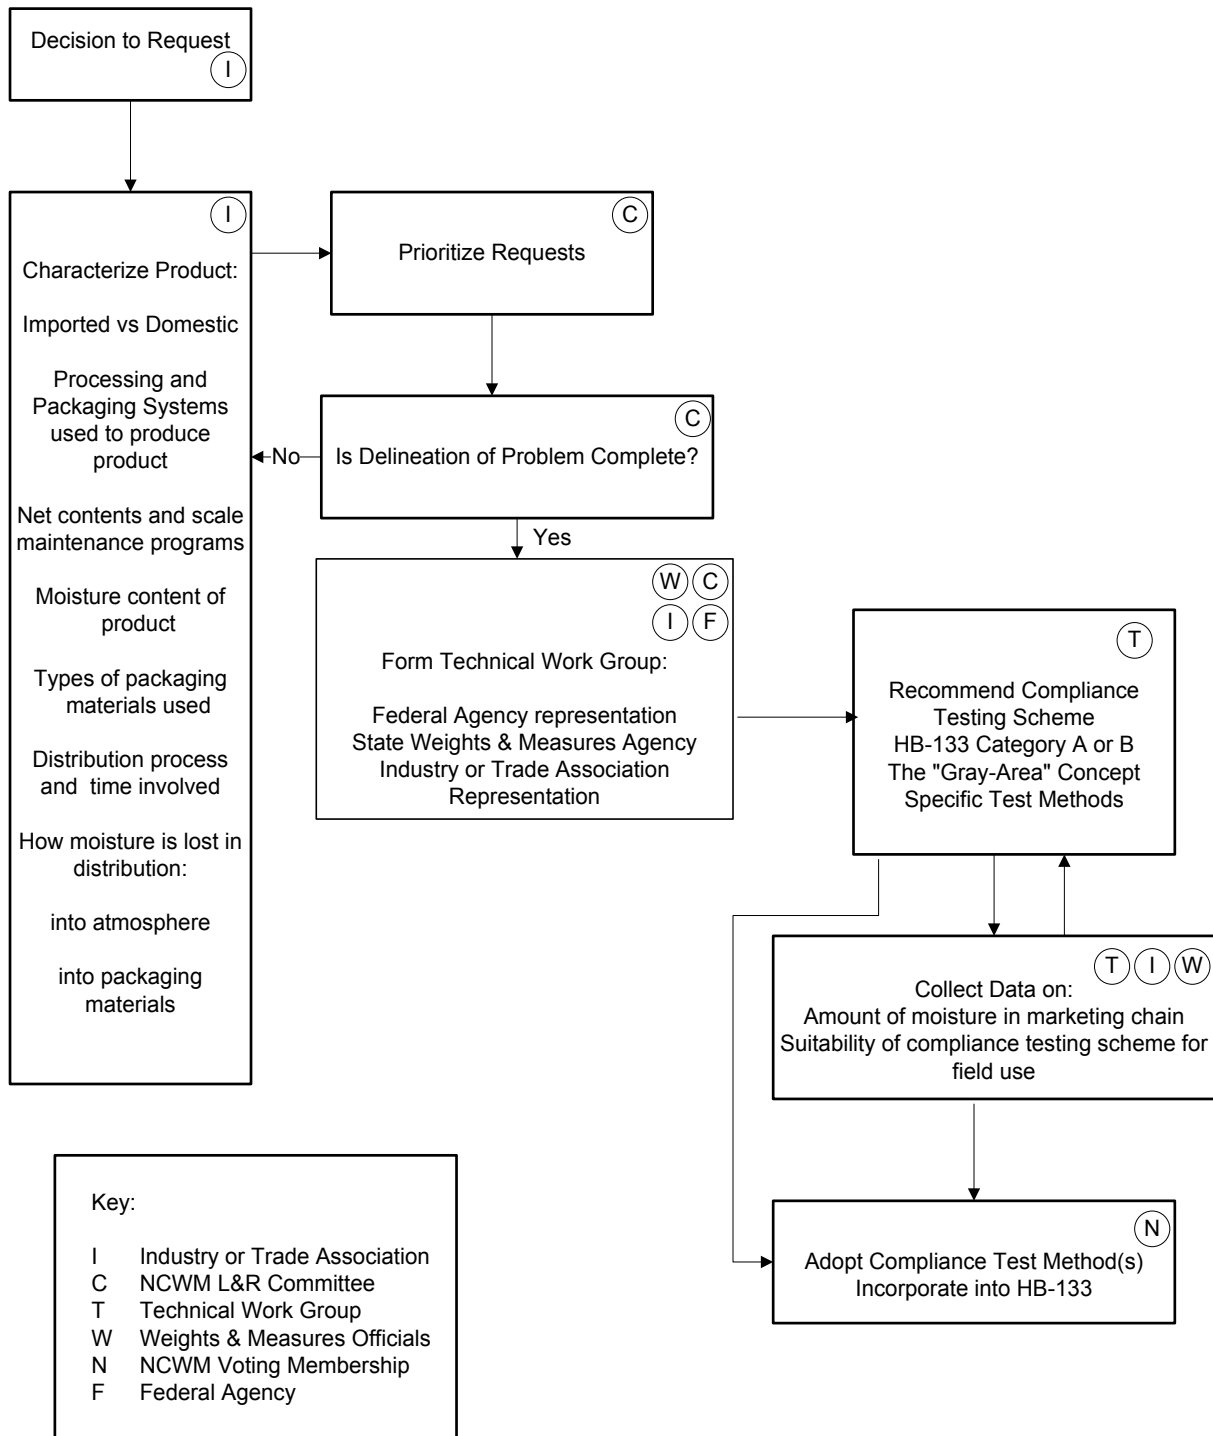 Decision to Request
I
I
Characterize Product:
Imported vs Domestic
Processing and
Packaging Systems
used to produce
product
Net contents and scale
maintenance programs
Moisture content of
product
Types of packaging
materials used
Distribution process
and time involved
How moisture is lost in
distribution:
into atmosphere
into packaging
materials
C
Prioritize Requests
C
Is Delineation of Problem Complete?
No
Yes
W C
I F
Form Technical Work Group:
Federal Agency representation
State Weights & Measures Agency
Industry or Trade Association
Representation
T
Recommend Compliance
Testing Scheme
HB-133 Category A or B
The "Gray-Area" Concept
Specific Test Methods
T I W
Collect Data on:
Amount of moisture in marketing chain
Suitability of compliance testing scheme for
field use
N
Adopt Compliance Test Method(s)
Incorporate into HB-133
Key:
I Industry or Trade Association
C NCWM L&R Committee
T Technical Work Group
W Weights & Measures Officials
N NCWM Voting Membership
F Federal Agency